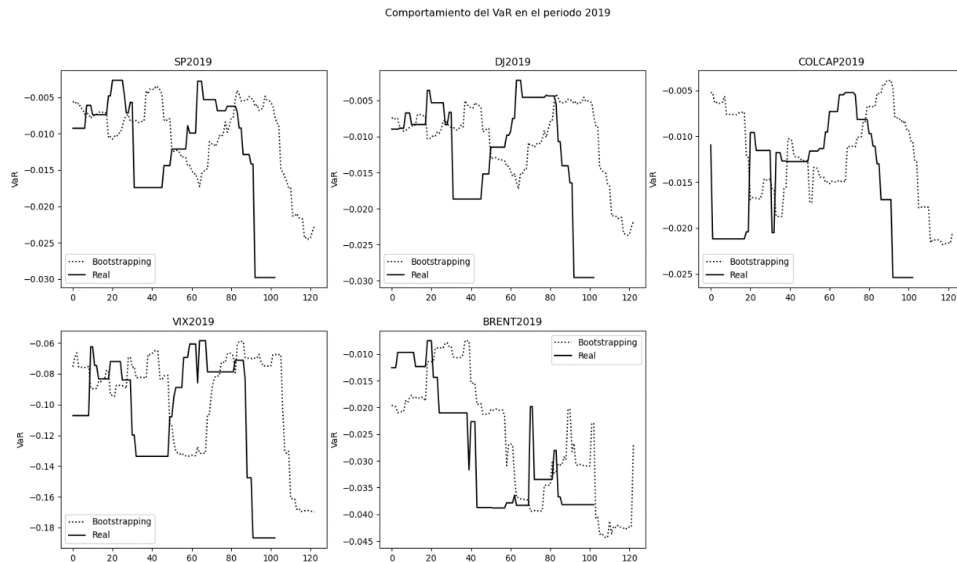 Comportamiento del VaR en el periodo 2019
SP2019
VaR
−0.005
−0.010
−0.015
−0.020
−0.025
−0.030
0 20 40 60 80 100 120
Bootstrapping
Real
DJ2019
VaR
−0.005
−0.010
−0.015
−0.020
−0.025
−0.030
0 20 40 60 80 100 120
Bootstrapping
Real
COLCAP2019
VaR
−0.005
−0.010
−0.015
−0.020
−0.025
0 20 40 60 80 100 120
Bootstrapping
Real
VIX2019
VaR
−0.06
−0.08
−0.10
−0.12
−0.14
−0.16
−0.18
0 20 40 60 80 100 120
Bootstrapping
Real
BRENT2019
VaR
−0.010
−0.015
−0.020
−0.025
−0.030
−0.035
−0.040
−0.045
0 20 40 60 80 100 120
Bootstrapping
Real